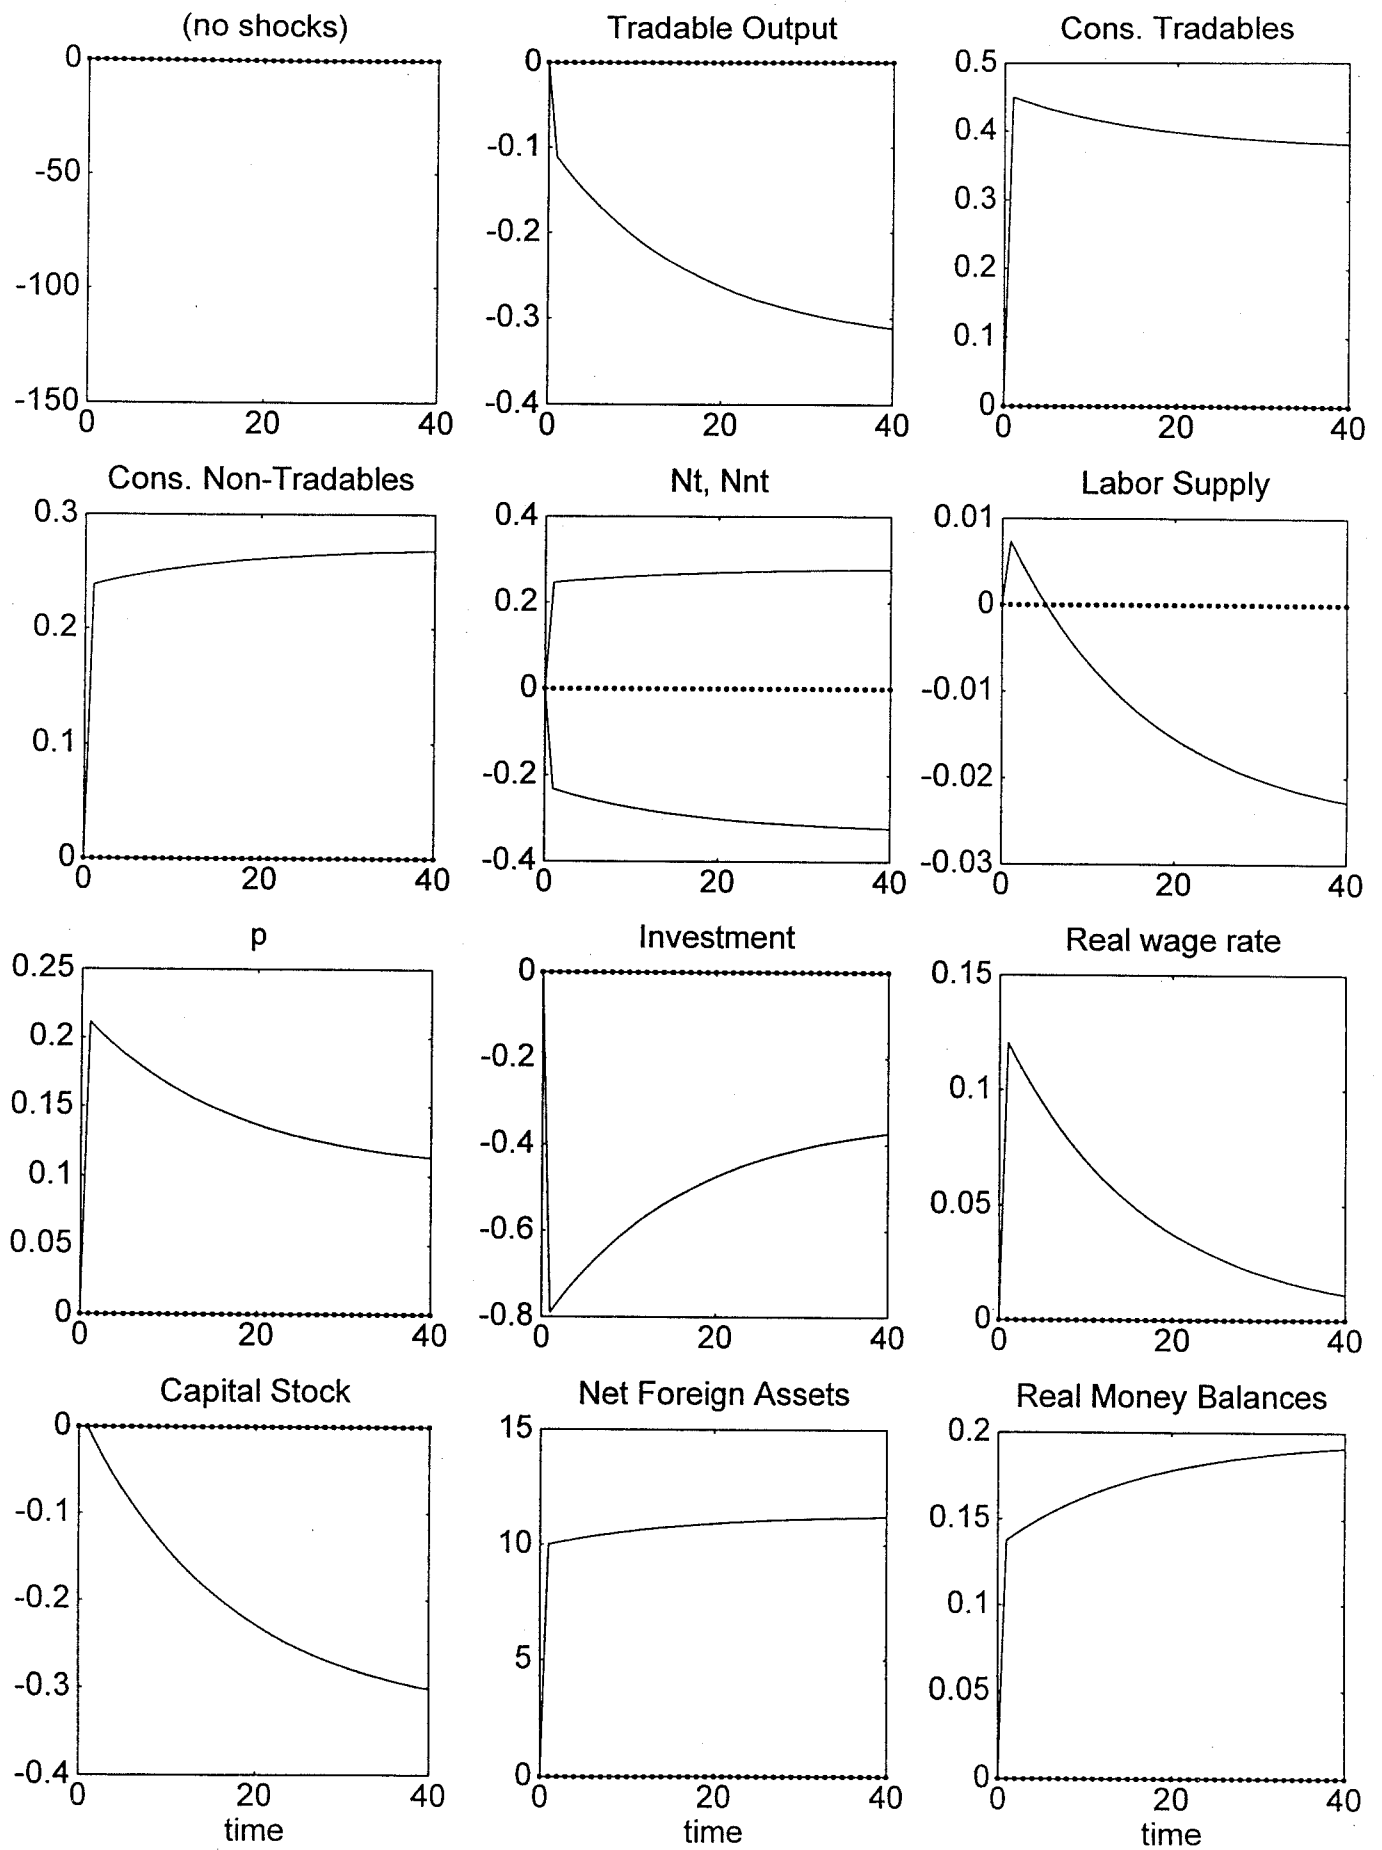 (no shocks)
0
-50
-100
-150
0 20 40
Tradable Output
0
-0.1
-0.2
-0.3
-0.4
0 20 40
Cons. Tradables
0.5
0.4
0.3
0.2
0.1
0
0 20 40
Cons. Non-Tradables
0.3
0.2
0.1
0
0 20 40
Nt, Nnt
0.4
0.2
0
-0.2
-0.4
0 20 40
Labor Supply
0.01
0
-0.01
-0.02
-0.03
0 20 40
p
0.25
0.2
0.15
0.1
0.05
0
0 20 40
Investment
0
-0.2
-0.4
-0.6
-0.8
0 20 40
Real wage rate
0.15
0.1
0.05
0
0 20 40
Capital Stock
0
-0.1
-0.2
-0.3
-0.4
0 20 40
time
Net Foreign Assets
15
10
5
0
0 20 40
time
Real Money Balances
0.2
0.15
0.1
0.05
0
0 20 40
time